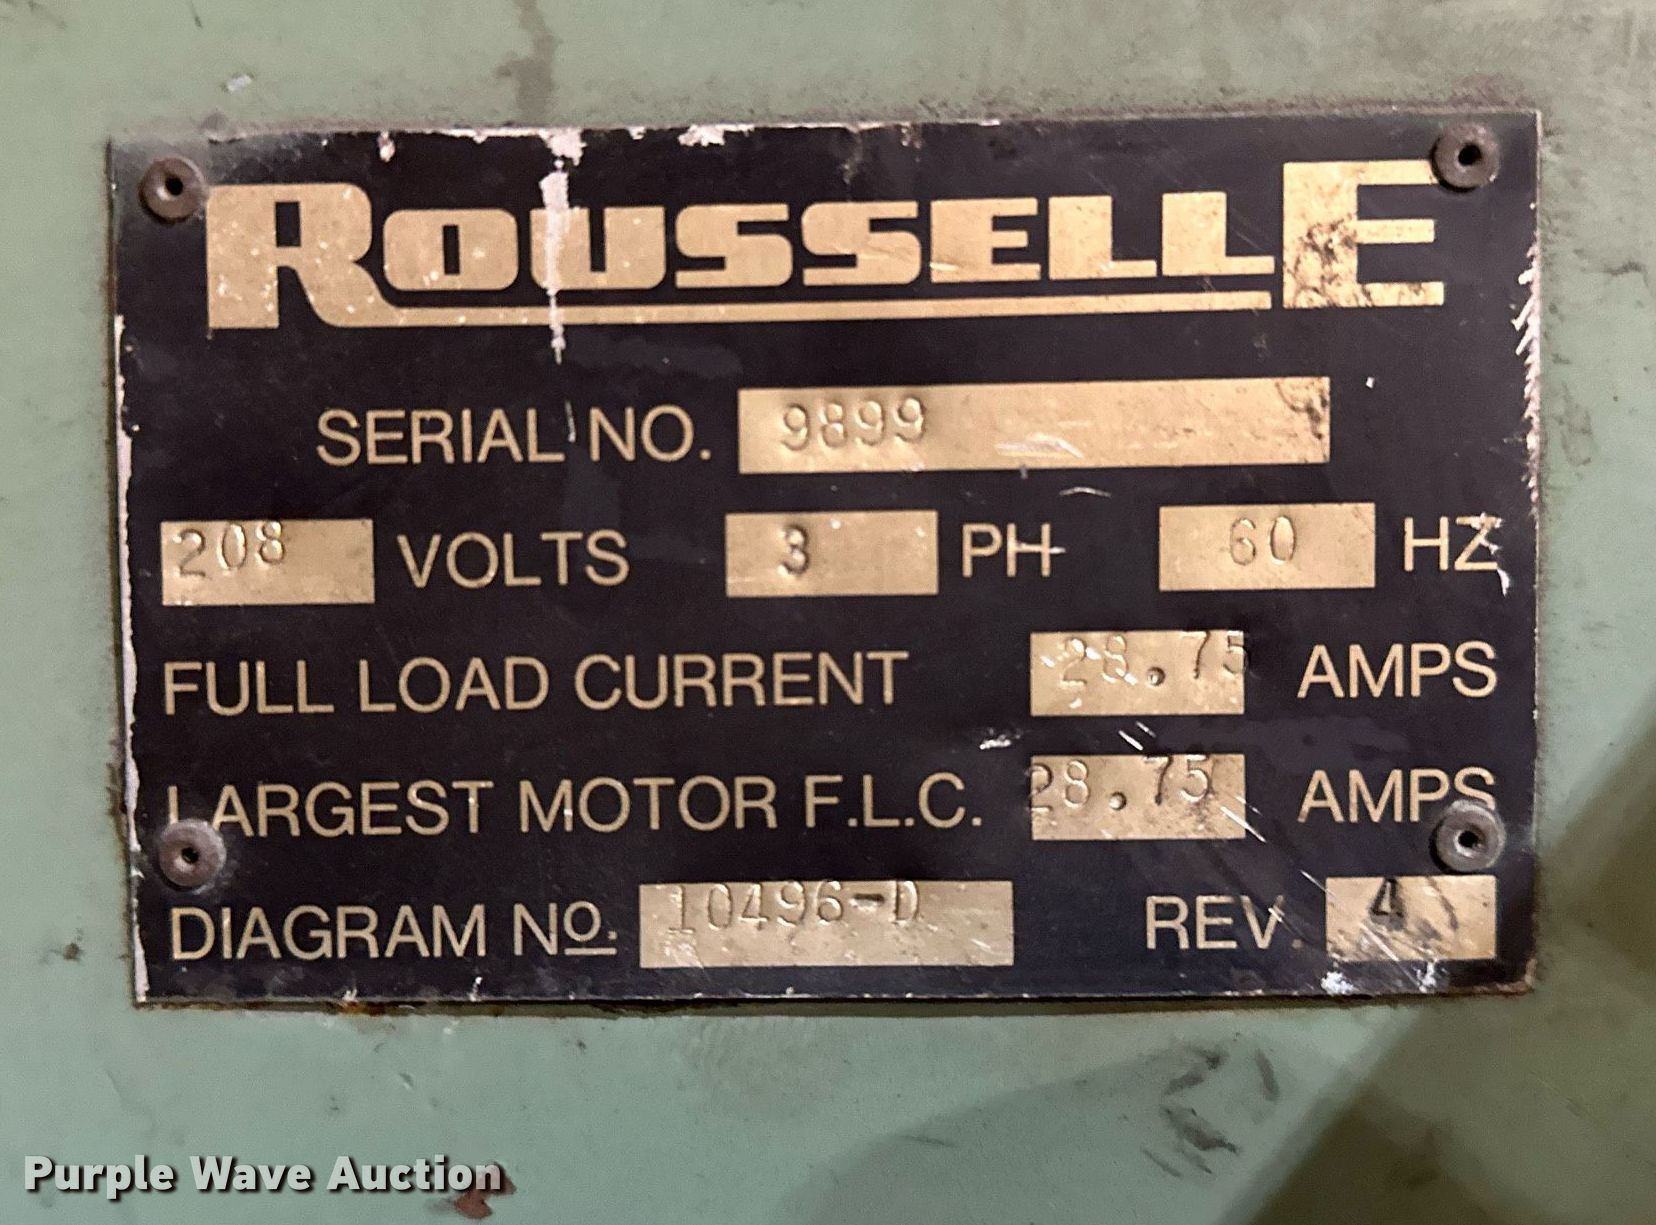 ROUSSELLE
SERIAL NO. 9899
208 VOLTS 3 PH 60 HZ
FULL LOAD CURRENT 28.75 AMPS
LARGEST MOTOR F.L.C. 28.75 AMPS
DIAGRAM No. 10496-D REV. 4
Purple Wave Auction